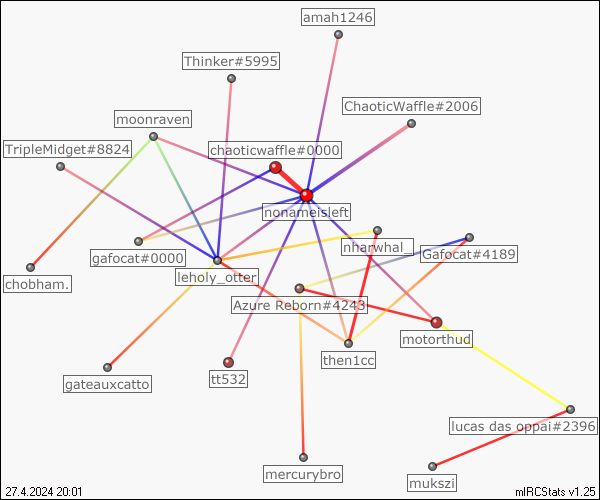 amah1246
Thinker#5995
ChaoticWaffle#2006
moonraven
TripleMidget#8824
chaoticwaffle#0000
nonameisleft
gafocat#0000
nharwhal_
Gafocat#4189
chobham.
leholy_otter
Azure Reborn#4243
motorthud
then1cc
gateauxcatto
tt532
lucas das oppai#2396
mercurybro
mukszi
27.4.2024 20:01
mIRCStats v1.25